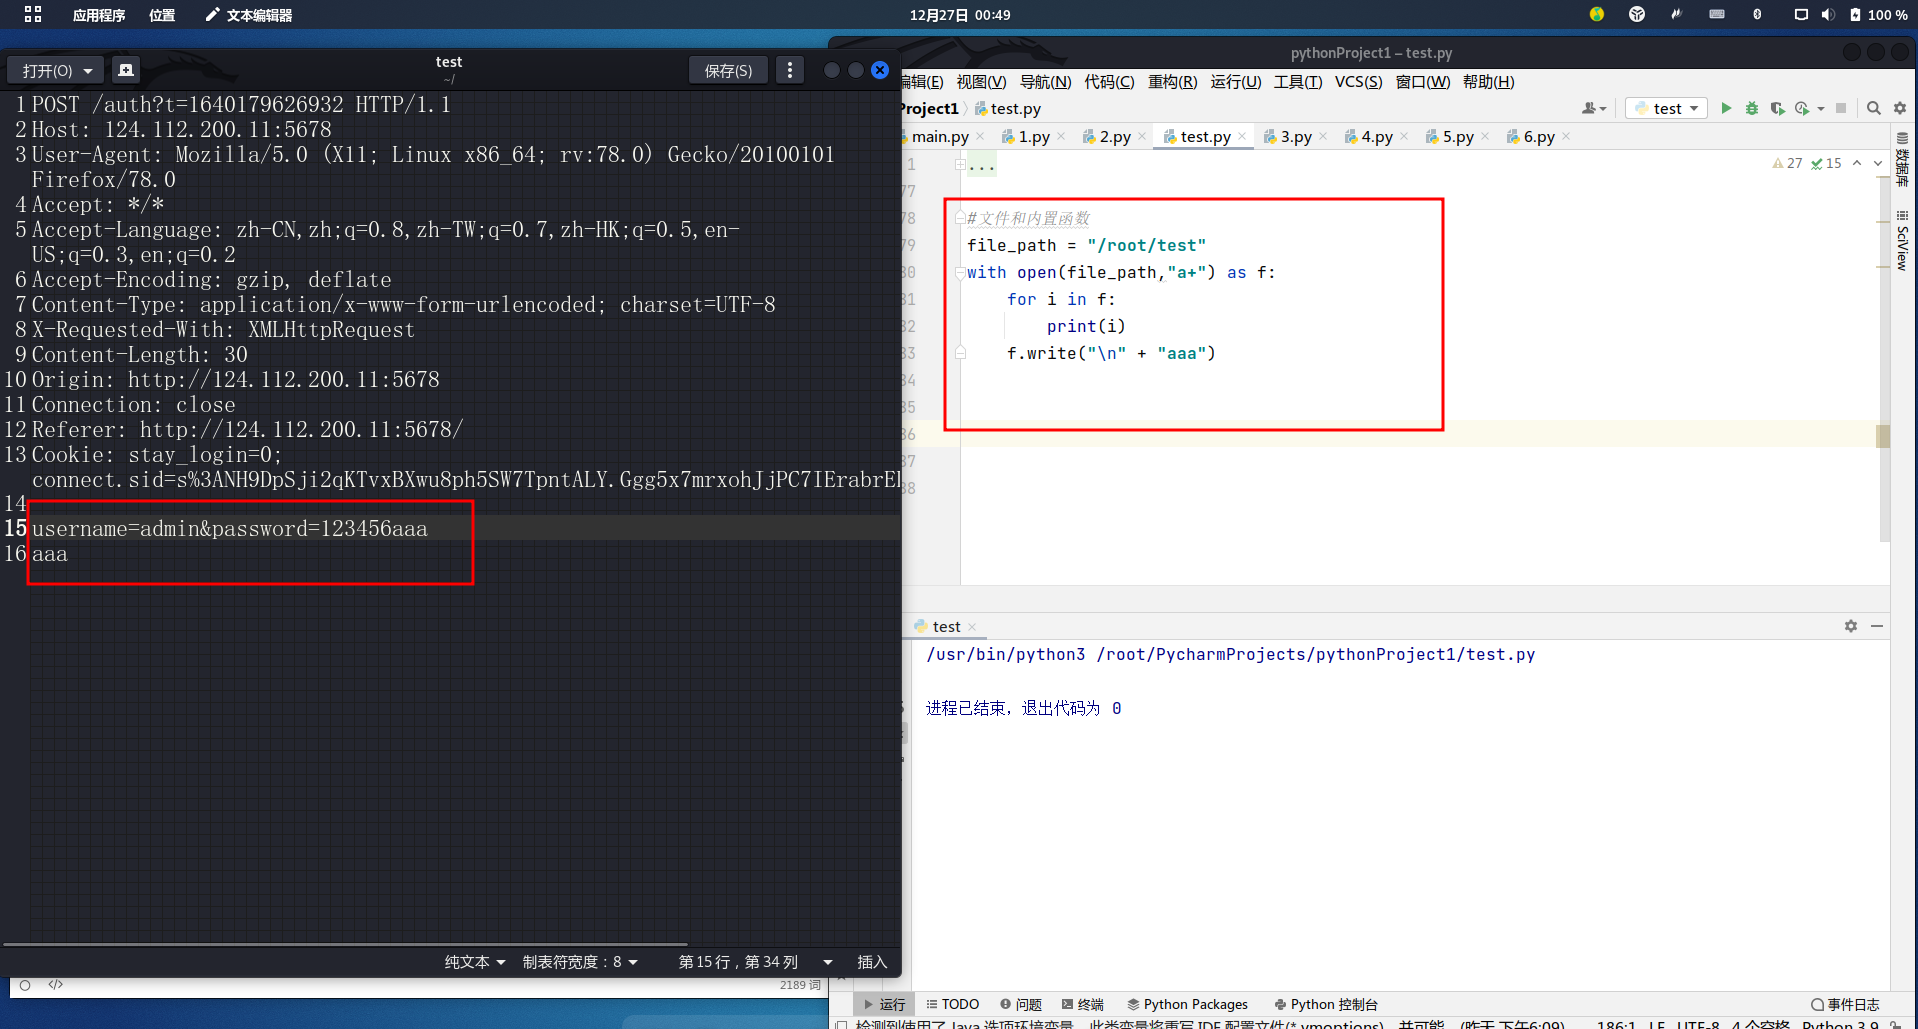 应用程序 位置 文本编辑器 12月27日 00:49 100 %
打开(O) test 保存(S)
~/
1 POST /auth?t=1640179626932 HTTP/1.1
2 Host: 124.112.200.11:5678
3 User-Agent: Mozilla/5.0 (X11; Linux x86_64; rv:78.0) Gecko/20100101
Firefox/78.0
4 Accept: */*
5 Accept-Language: zh-CN,zh;q=0.8,zh-TW;q=0.7,zh-HK;q=0.5,en-
US;q=0.3,en;q=0.2
6 Accept-Encoding: gzip, deflate
7 Content-Type: application/x-www-form-urlencoded; charset=UTF-8
8 X-Requested-With: XMLHttpRequest
9 Content-Length: 30
10 Origin: http://124.112.200.11:5678
11 Connection: close
12 Referer: http://124.112.200.11:5678/
13 Cookie: stay_login=0;
connect.sid=s%3ANH9DpSji2qKTvxBXwu8ph5SW7TpntALY.Ggg5x7mrxohJjPC7IErabrE
14
15 username=admin&password=123456aaa
16 aaa
纯文本 制表符宽度：8 第15行，第34列 插入
2189 词
pythonProject1 – test.py
编辑(E) 视图(V) 导航(N) 代码(C) 重构(R) 运行(U) 工具(T) VCS(S) 窗口(W) 帮助(H)
Project1 test.py test
main.py 1.py 2.py test.py 3.py 4.py 5.py 6.py
1 ... 27 15
77
78 #文件和内置函数
79 file_path = "/root/test"
80 with open(file_path,"a+") as f:
81 for i in f:
82 print(i)
83 f.write("\n" + "aaa")
84
85
86
87
88
数据库
SciView
test
/usr/bin/python3 /root/PycharmProjects/pythonProject1/test.py
进程已结束，退出代码为 0
运行 TODO 问题 终端 Python Packages Python 控制台 事件日志
检测到使用了 Java 选项环境变量。 此类变量将重写 IDE 配置文件(*.vmoptions)，并可能... (昨天 下午6:09) 186:1 LF UTF-8 4 个空格 Python 3.9